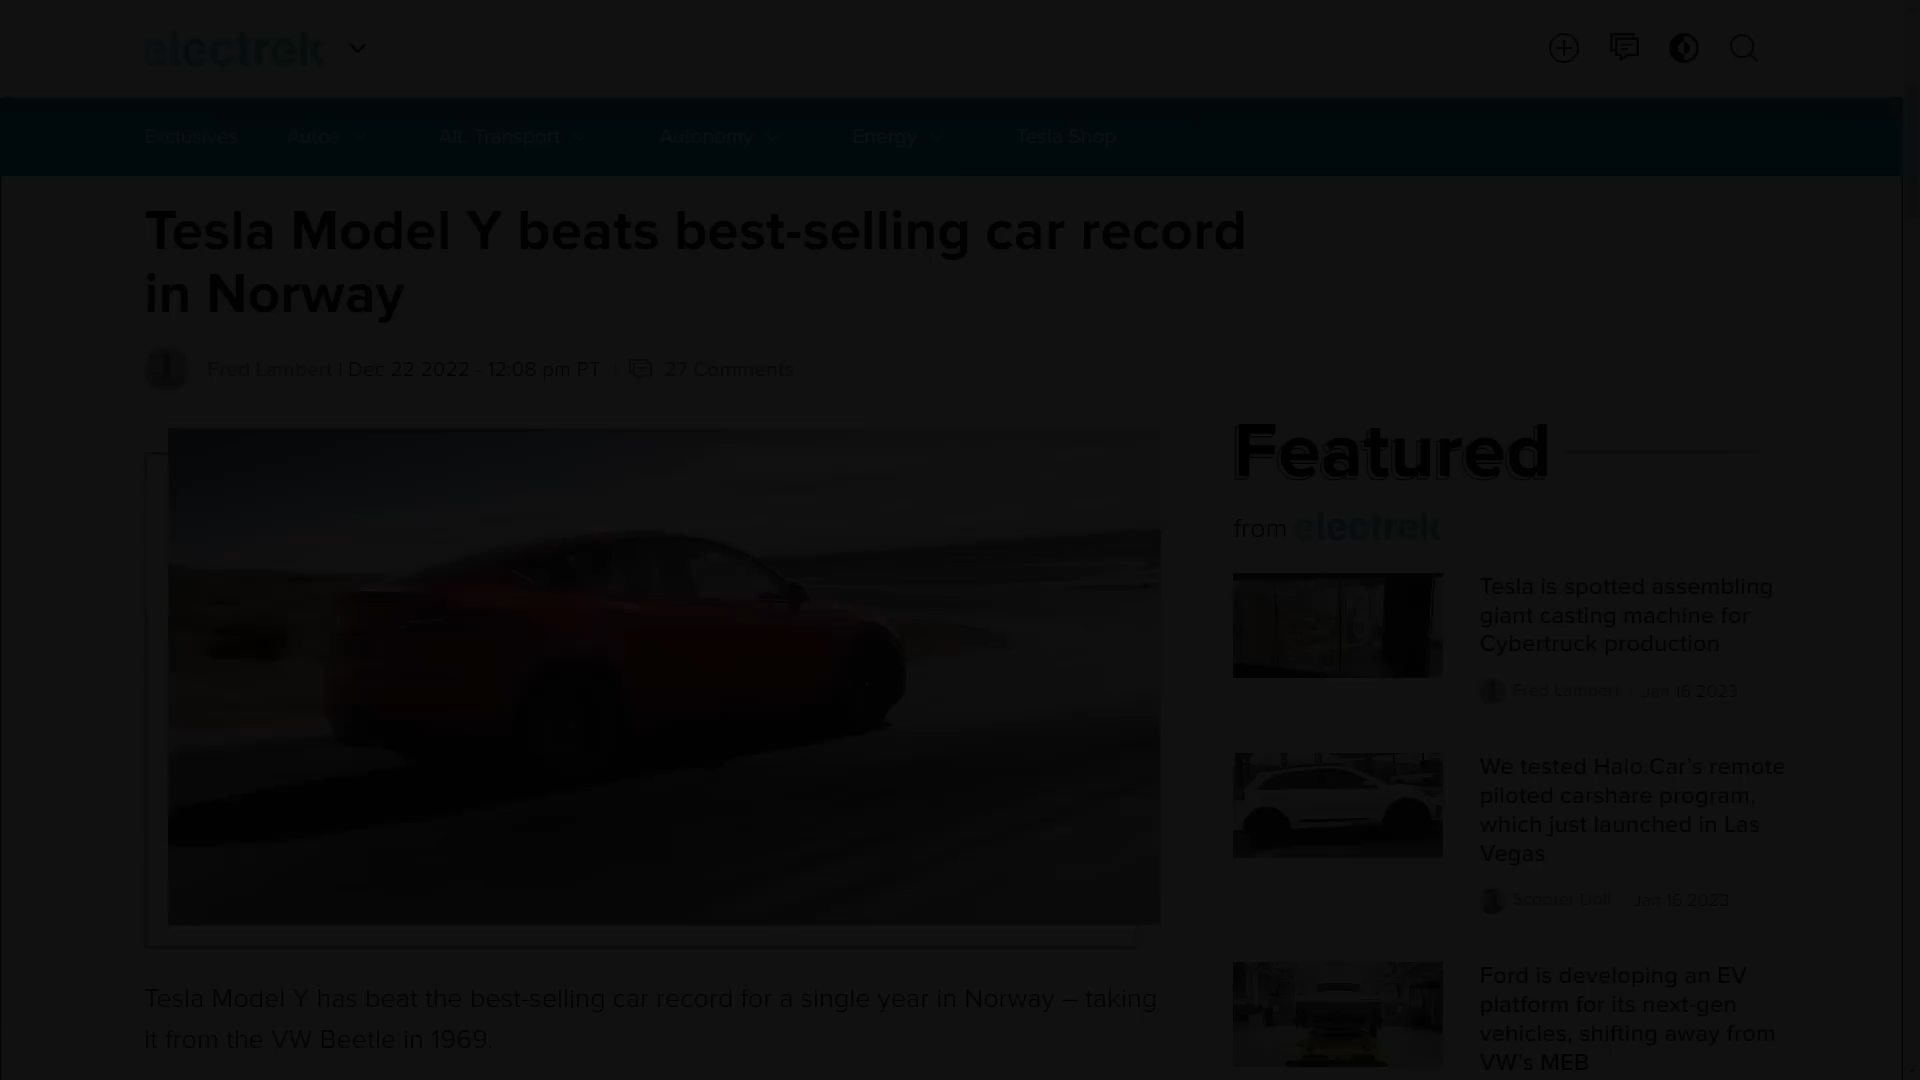 electrek
Exclusives Autos Alt. Transport Autonomy Energy Tesla Shop
Tesla Model Y beats best-selling car record
in Norway
Fred Lambert | Dec 22 2022 - 12:08 pm PT | 27 Comments
Featured
from electrek
Tesla is spotted assembling
giant casting machine for
Cybertruck production
Fred Lambert | Jan 16 2023
We tested Halo.Car's remote
piloted carshare program,
which just launched in Las
Vegas
Scooter Doll Jan 16 2023
Ford is developing an EV
platform for its next-gen
vehicles, shifting away from
VW's MEB
Tesla Model Y has beat the best-selling car record for a single year in Norway – taking
it from the VW Beetle in 1969.